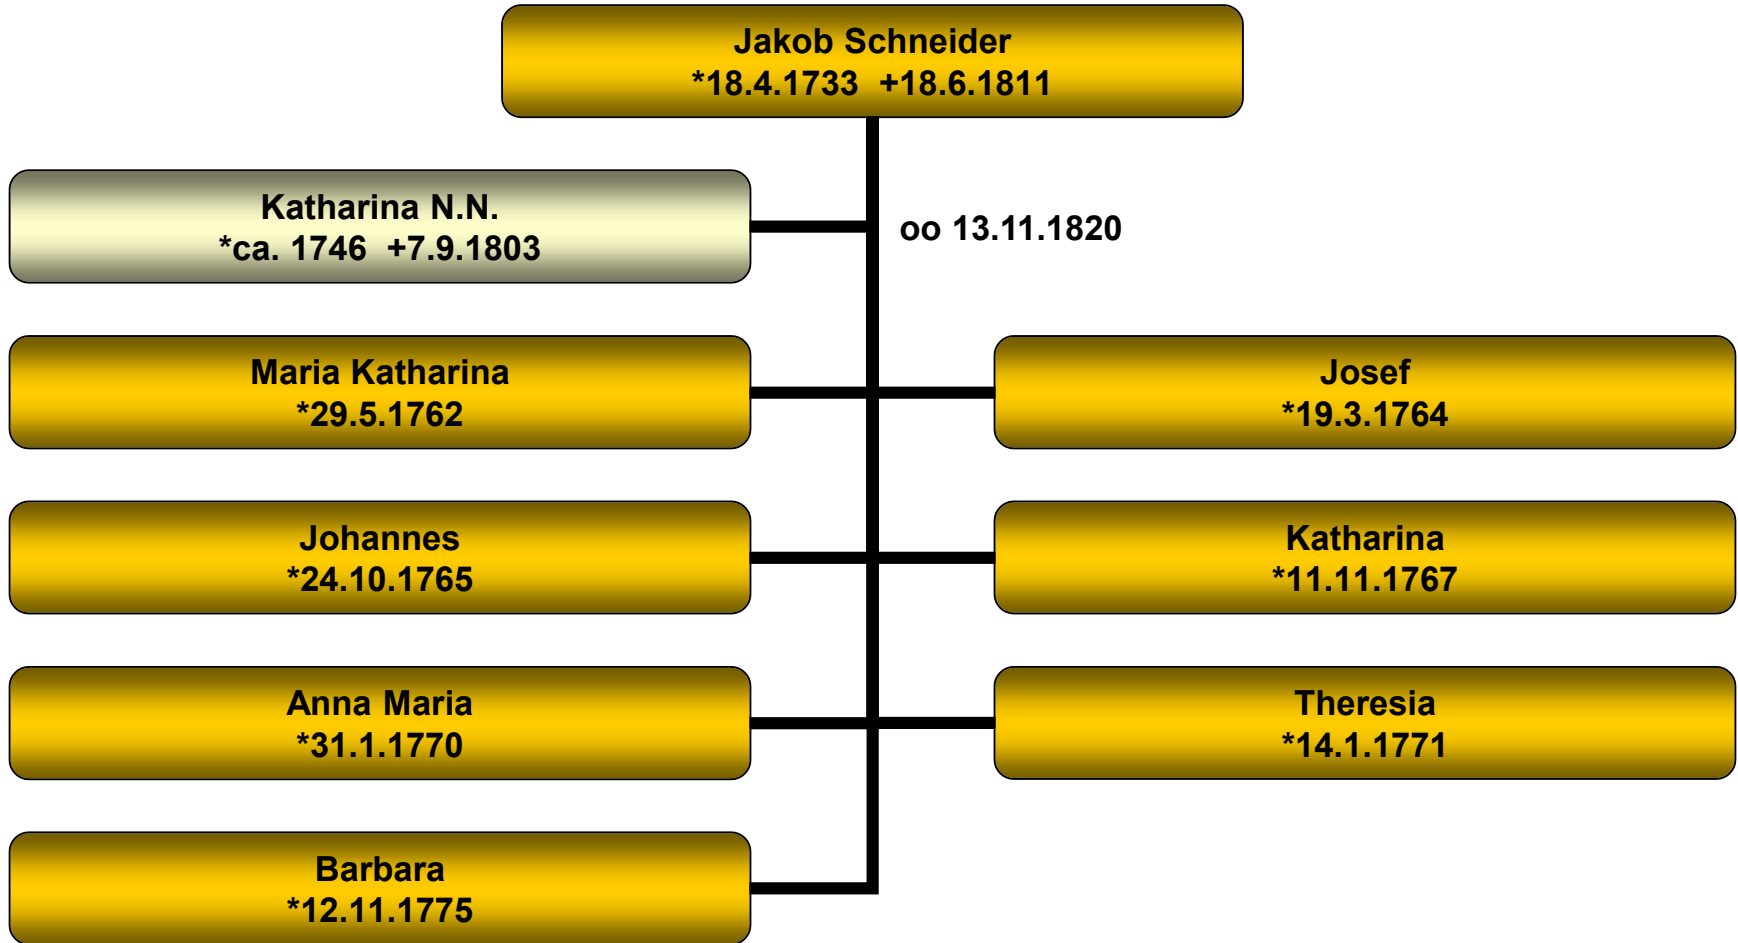 Jakob Schneider
*18.4.1733 +18.6.1811
Katharina N.N.
*ca. 1746 +7.9.1803
oo 13.11.1820
Maria Katharina
*29.5.1762
Josef
*19.3.1764
Johannes
*24.10.1765
Katharina
*11.11.1767
Anna Maria
*31.1.1770
Theresia
*14.1.1771
Barbara
*12.11.1775